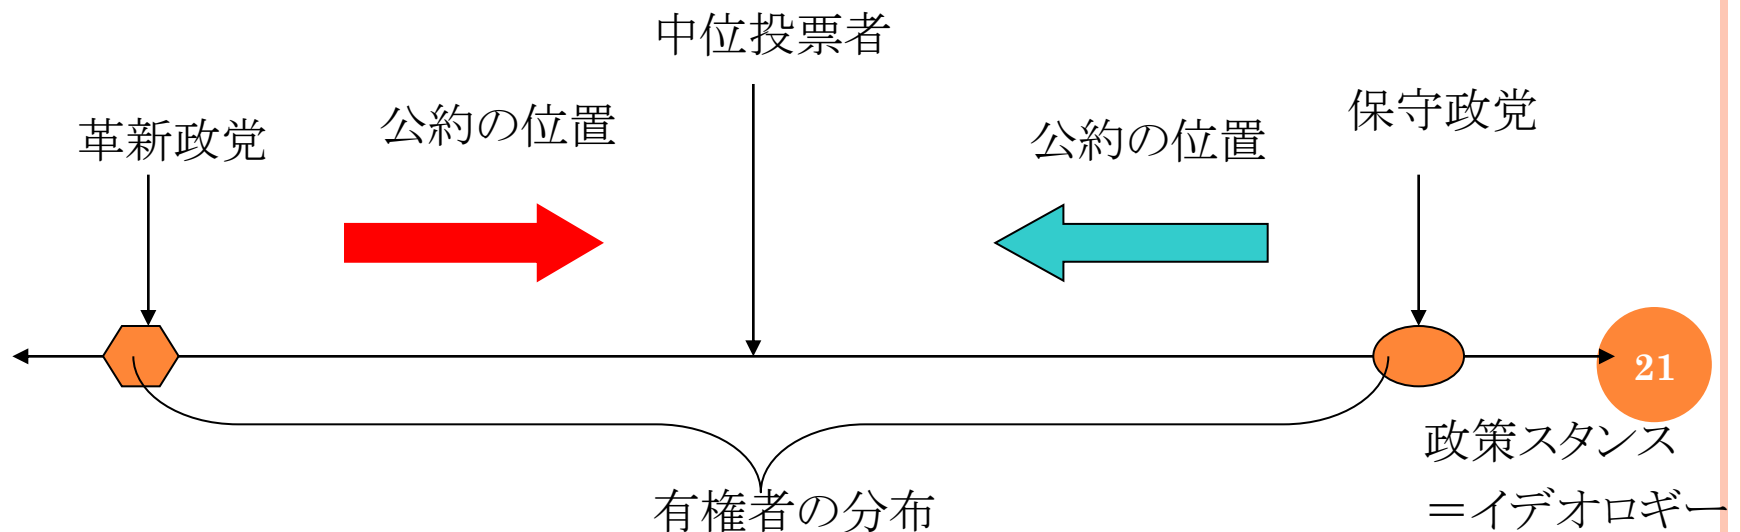 中位投票者
革新政党
公約の位置
公約の位置
保守政党
21
政策スタンス
＝イデオロギー
有権者の分布